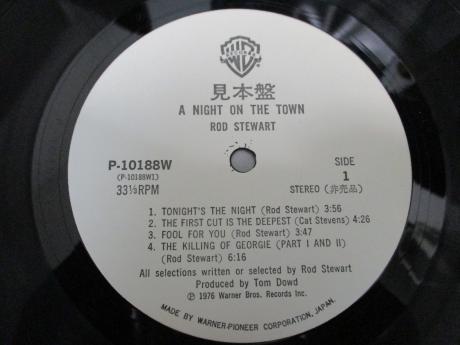 見本盤
A NIGHT ON THE TOWN
ROD STEWART
P-10188W
(P-10188W1)
33⅓RPM
SIDE
1
STEREO (非売品)
1. TONIGHT'S THE NIGHT (Rod Stewart) 3:56
2. THE FIRST CUT IS THE DEEPEST (Cat Stevens) 4:26
3. FOOL FOR YOU (Rod Stewart) 3:47
4. THE KILLING OF GEORGIE (PART I AND II)
(Rod Stewart) 6:16
All selections written or selected by Rod Stewart
Produced by Tom Dowd
℗ 1976 Warner Bros. Records Inc.
MADE BY WARNER-PIONEER CORPORATION, JAPAN.